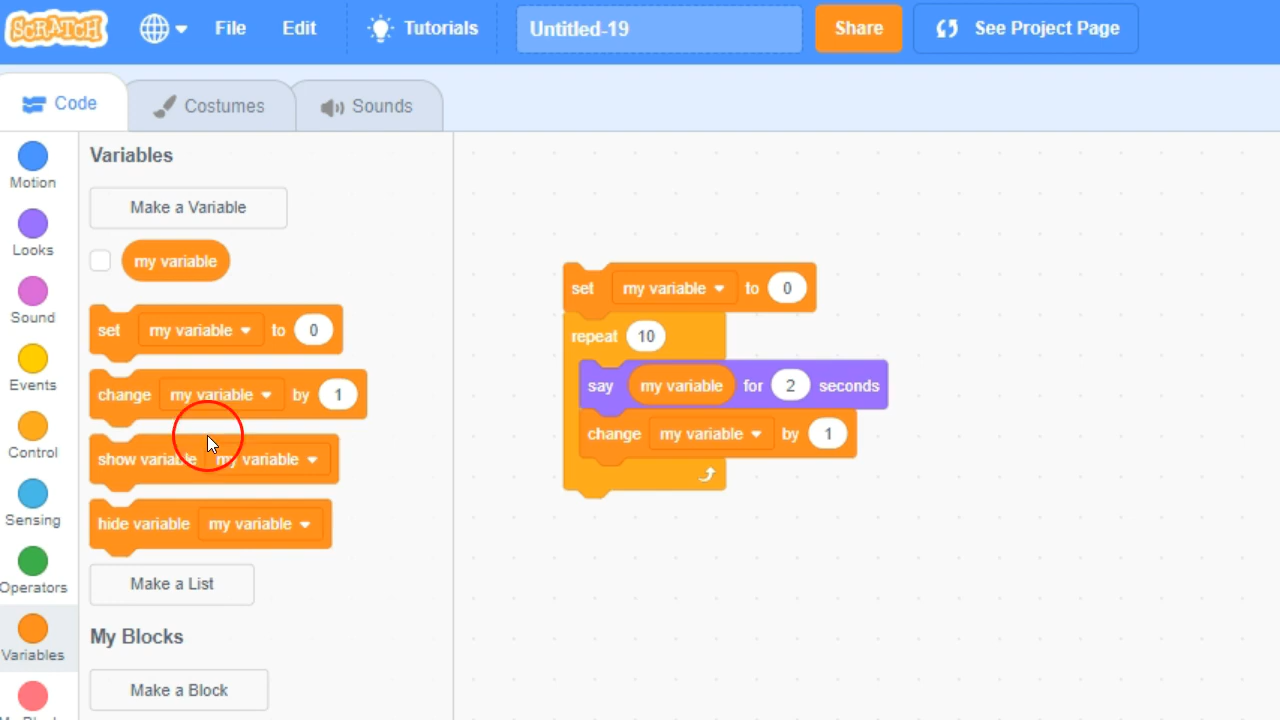 SCRATCH File Edit Tutorials Untitled-19 Share See Project Page
Code Costumes Sounds
Motion
Looks
Sound
Events
Control
Sensing
Operators
Variables
Variables
Make a Variable
my variable
set my variable to 0
change my variable by 1
show variable my variable
hide variable my variable
Make a List
My Blocks
Make a Block
set my variable to 0
repeat 10
say my variable for 2 seconds
change my variable by 1